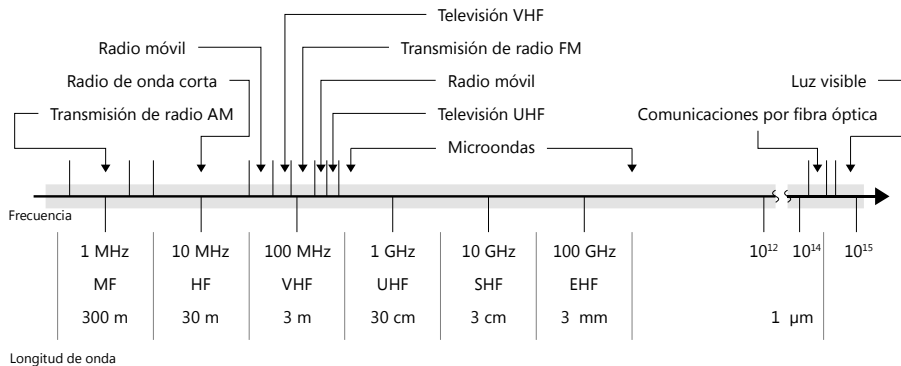 Televisión VHF
Radio móvil
Transmisión de radio FM
Radio de onda corta
Radio móvil
Luz visible
Transmisión de radio AM
Televisión UHF
Comunicaciones por fibra óptica
Microondas
Frecuencia
1 MHz 10 MHz 100 MHz 1 GHz 10 GHz 100 GHz 10¹² 10¹⁴ 10¹⁵
MF HF VHF UHF SHF EHF
300 m 30 m 3 m 30 cm 3 cm 3 mm 1 µm
Longitud de onda